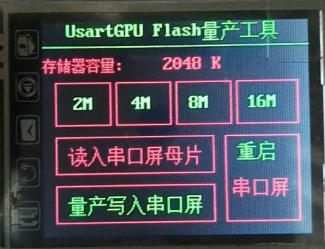 UsartGPU Flash量产工具
存储器容量： 2048 K
2M 4M 8M 16M
读入串口屏母片
重启
串口屏
量产写入串口屏